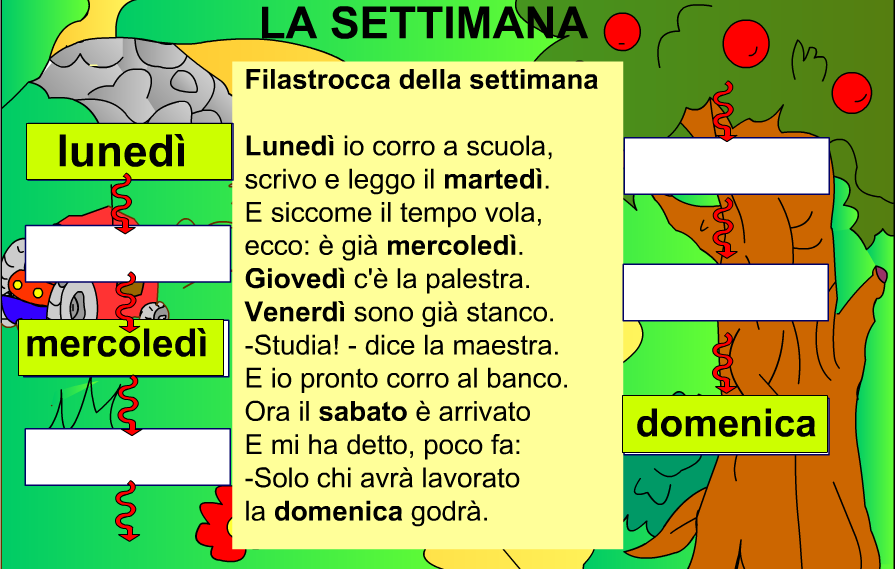 LA SETTIMANA
lunedì
mercoledì
Filastrocca della settimana
Lunedì io corro a scuola,
scrivo e leggo il martedì.
E siccome il tempo vola,
ecco: è già mercoledì.
Giovedì c'è la palestra.
Venerdì sono già stanco.
-Studia! - dice la maestra.
E io pronto corro al banco.
Ora il sabato è arrivato
E mi ha detto, poco fa:
-Solo chi avrà lavorato
la domenica godrà.
domenica